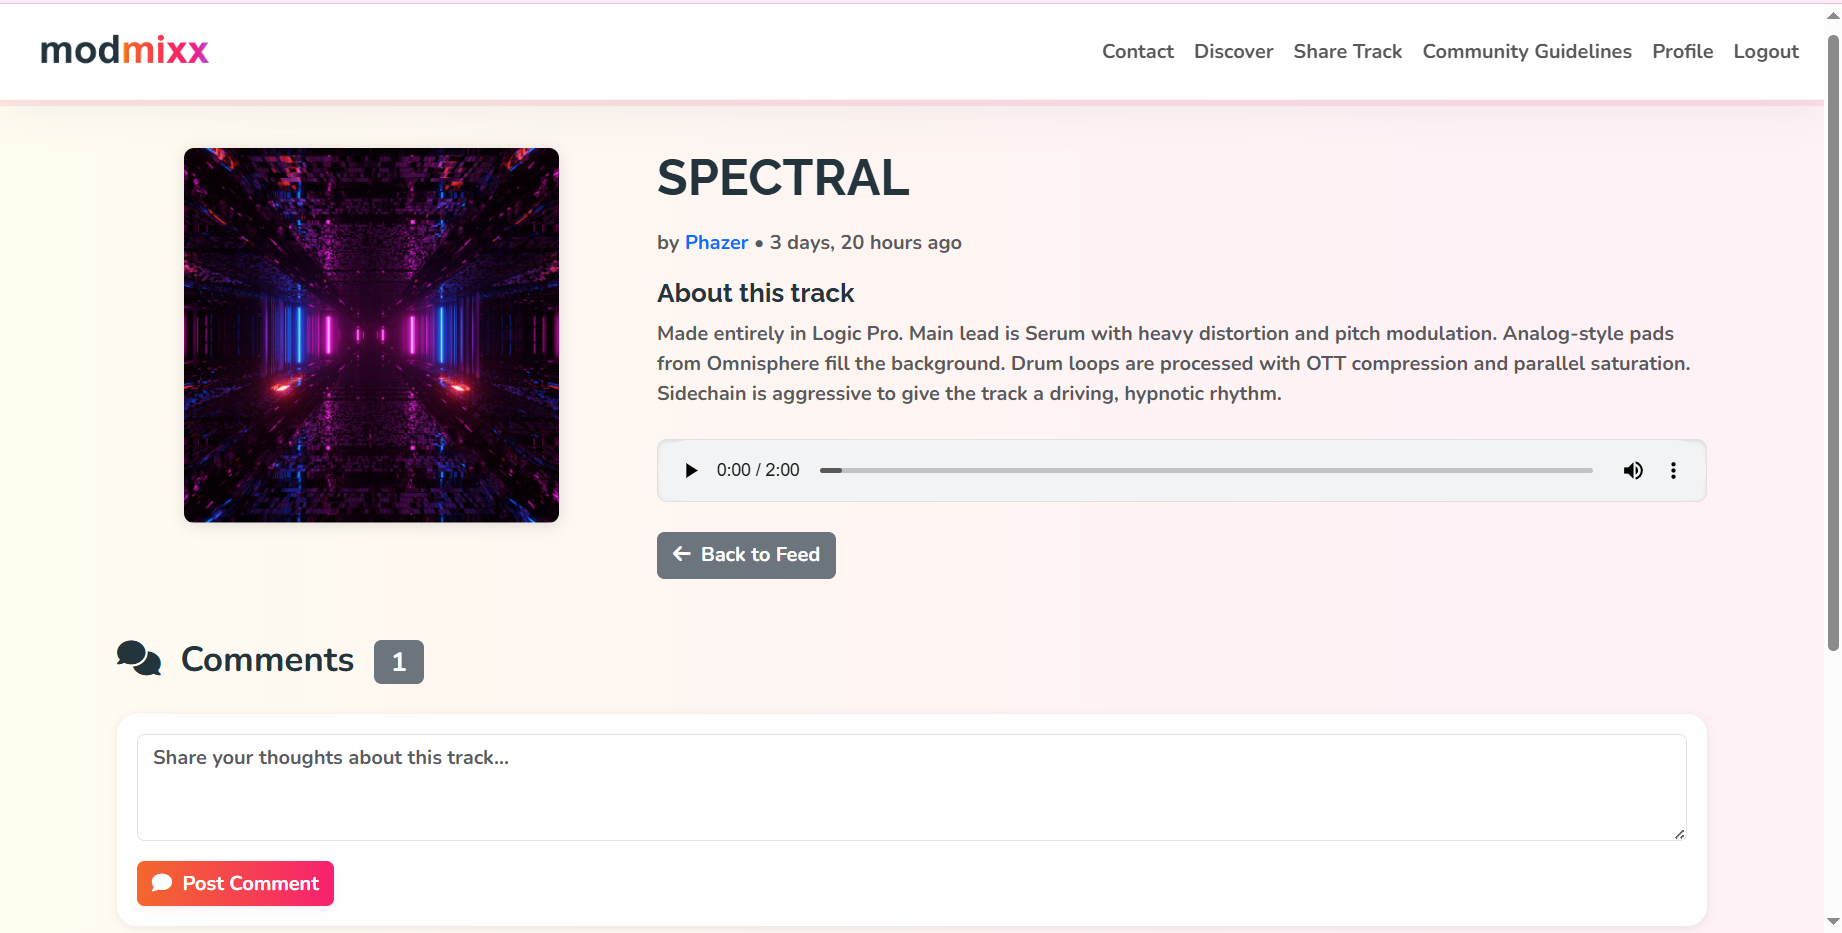 modmixx
Contact Discover Share Track Community Guidelines Profile Logout
SPECTRAL
by Phazer • 3 days, 20 hours ago
About this track
Made entirely in Logic Pro. Main lead is Serum with heavy distortion and pitch modulation. Analog-style pads
from Omnisphere fill the background. Drum loops are processed with OTT compression and parallel saturation.
Sidechain is aggressive to give the track a driving, hypnotic rhythm.
0:00 / 2:00
Back to Feed
Comments 1
Share your thoughts about this track...
Post Comment